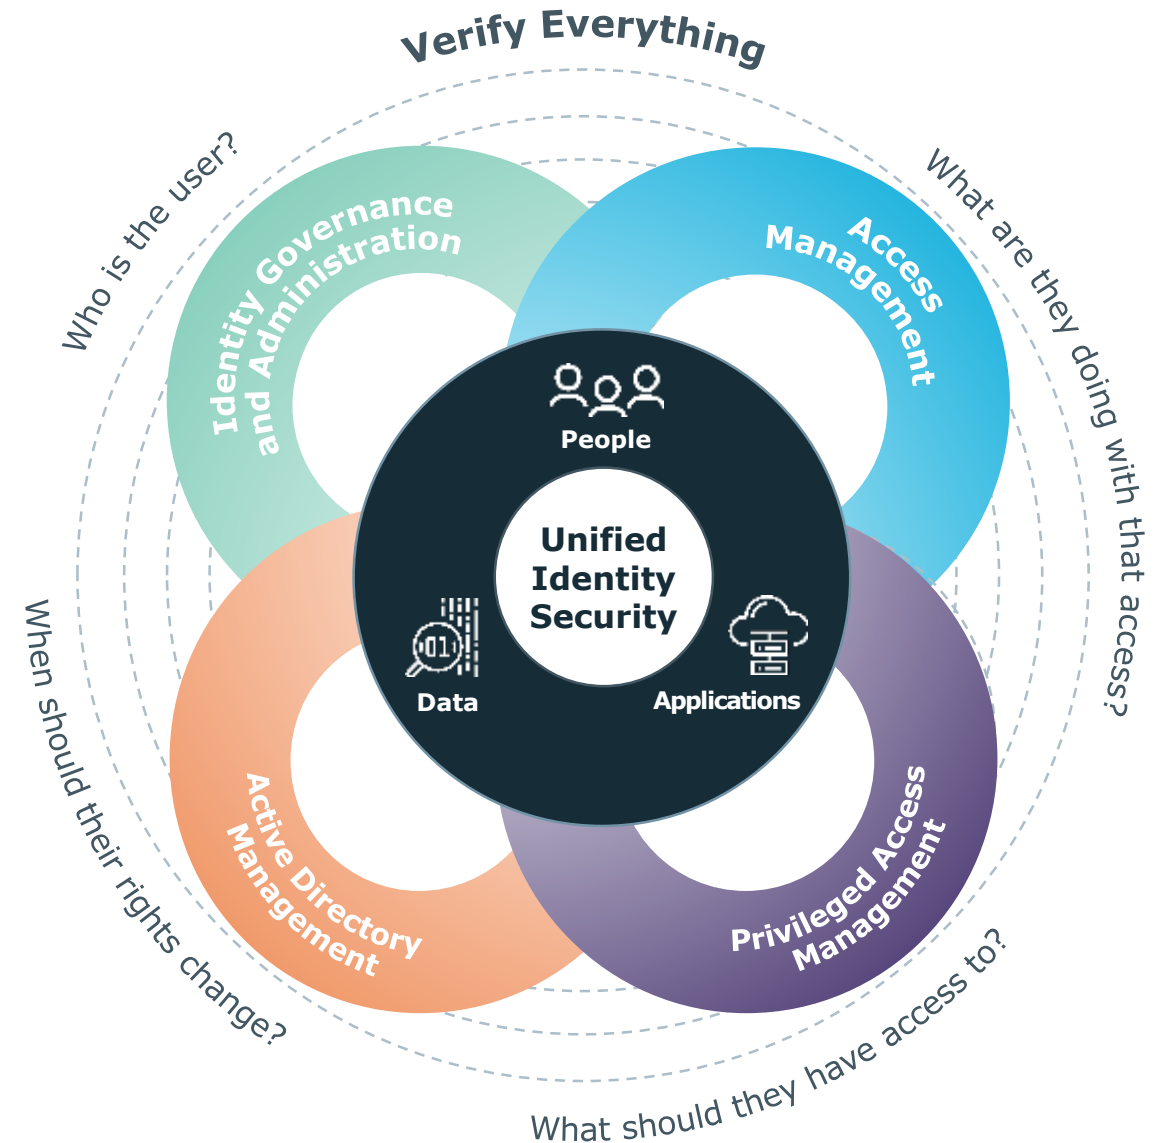 Verify Everything
Who is the user?
What are they doing with that access?
Identity Governance
and Administration
Access
Management
People
Unified
Identity
Security
Data
Applications
Active Directory
Management
Privileged Access
Management
When should their rights change?
What should they have access to?